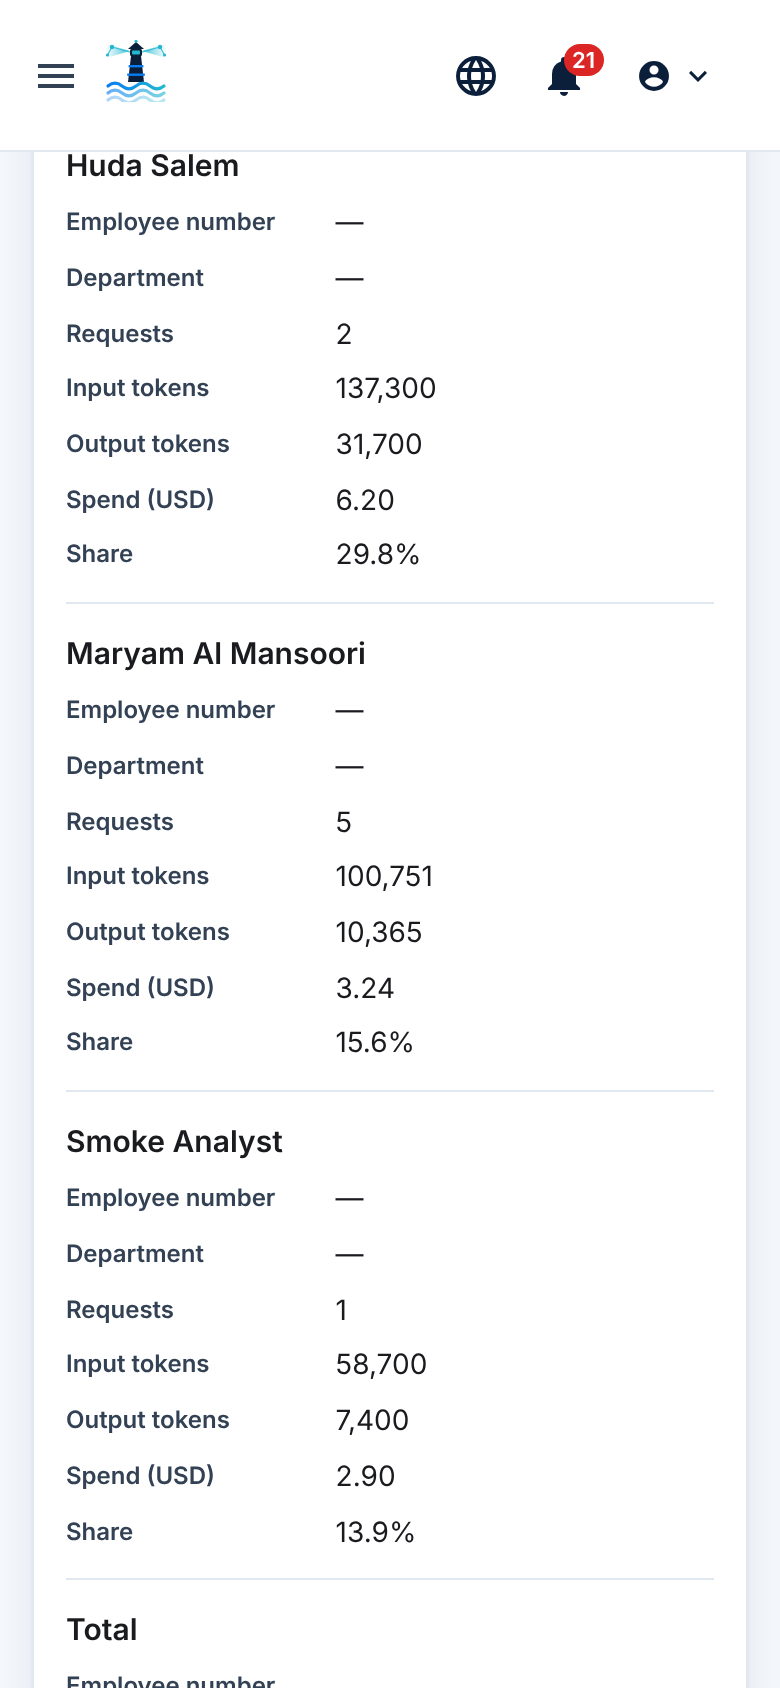 21
Huda Salem
Employee number —
Department —
Requests 2
Input tokens 137,300
Output tokens 31,700
Spend (USD) 6.20
Share 29.8%
Maryam Al Mansoori
Employee number —
Department —
Requests 5
Input tokens 100,751
Output tokens 10,365
Spend (USD) 3.24
Share 15.6%
Smoke Analyst
Employee number —
Department —
Requests 1
Input tokens 58,700
Output tokens 7,400
Spend (USD) 2.90
Share 13.9%
Total
Employee number